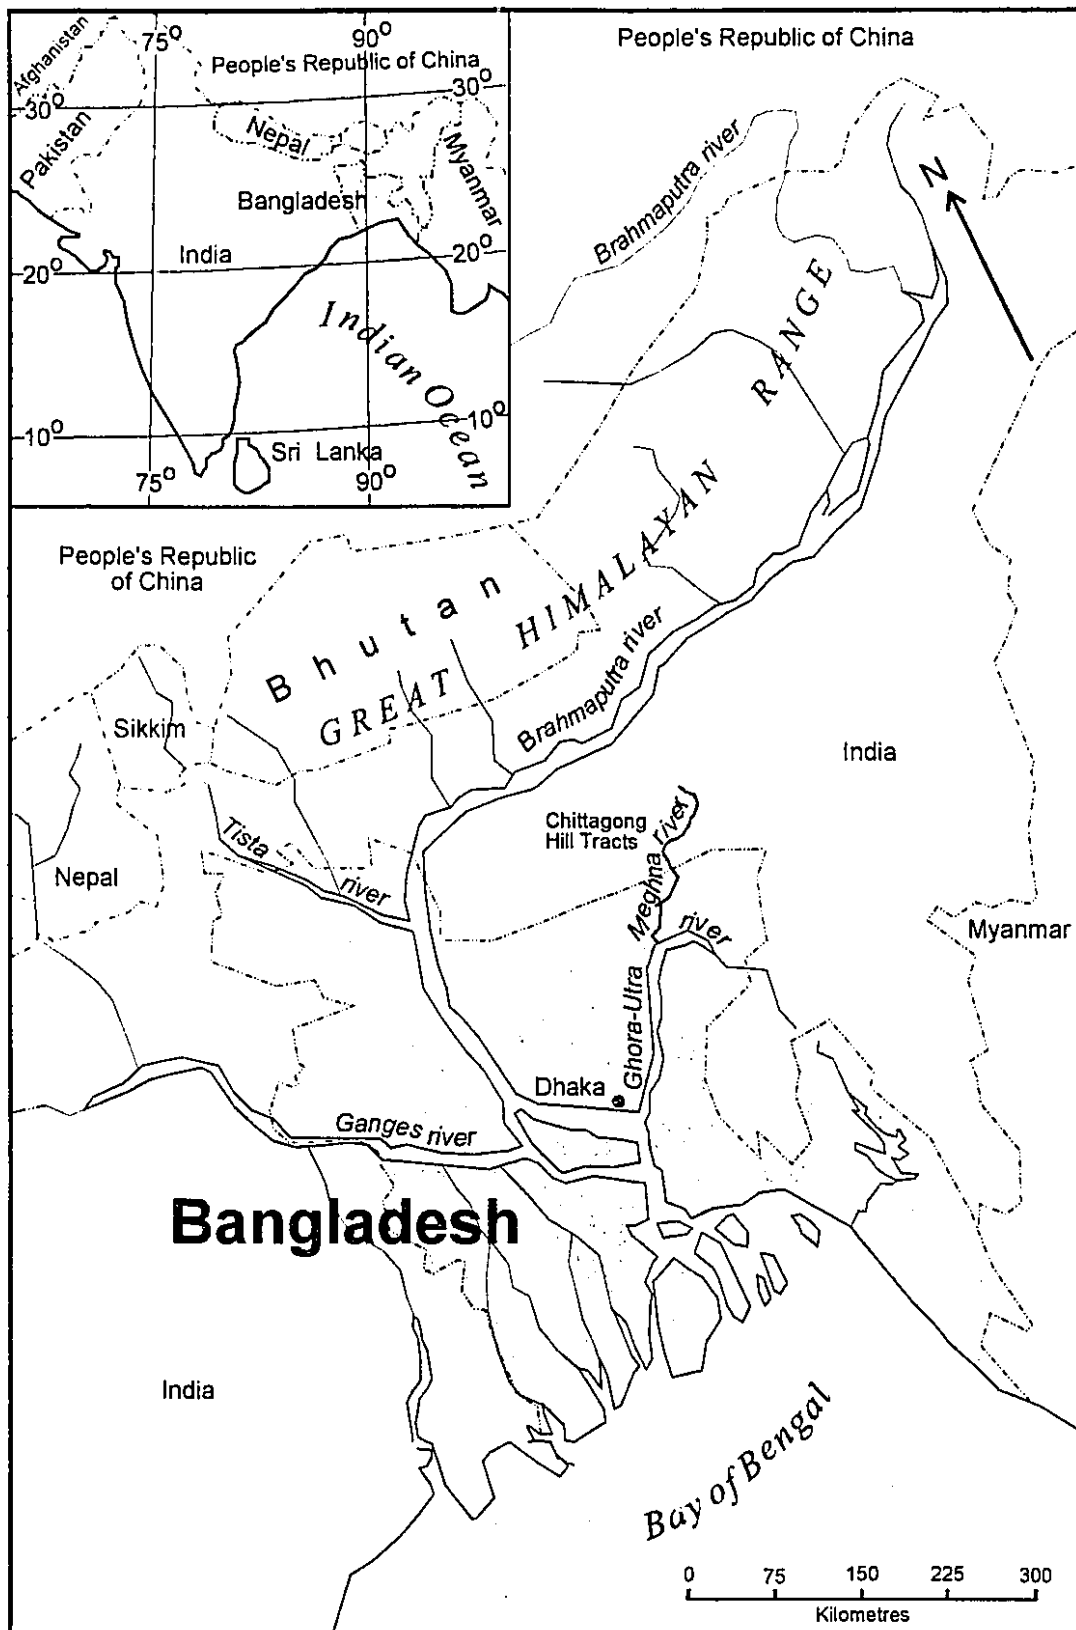 Afghanistan
75°
90°
People's Republic of China
People's Republic of China
30°
30°
Pakistan
Nepal
Myanmar
Bangladesh
India
20°
20°
Indian Ocean
10°
10°
Sri Lanka
75°
90°
Brahmaputra river
N
GREAT HIMALAYAN RANGE
People's Republic
of China
Bhutan
Brahmaputra river
Sikkim
India
Chittagong
Hill Tracts
Meghna river
Tista river
Nepal
Myanmar
Ghora-Utra river
Dhaka
Ganges river
Bangladesh
India
Bay of Bengal
0 75 150 225 300
Kilometres